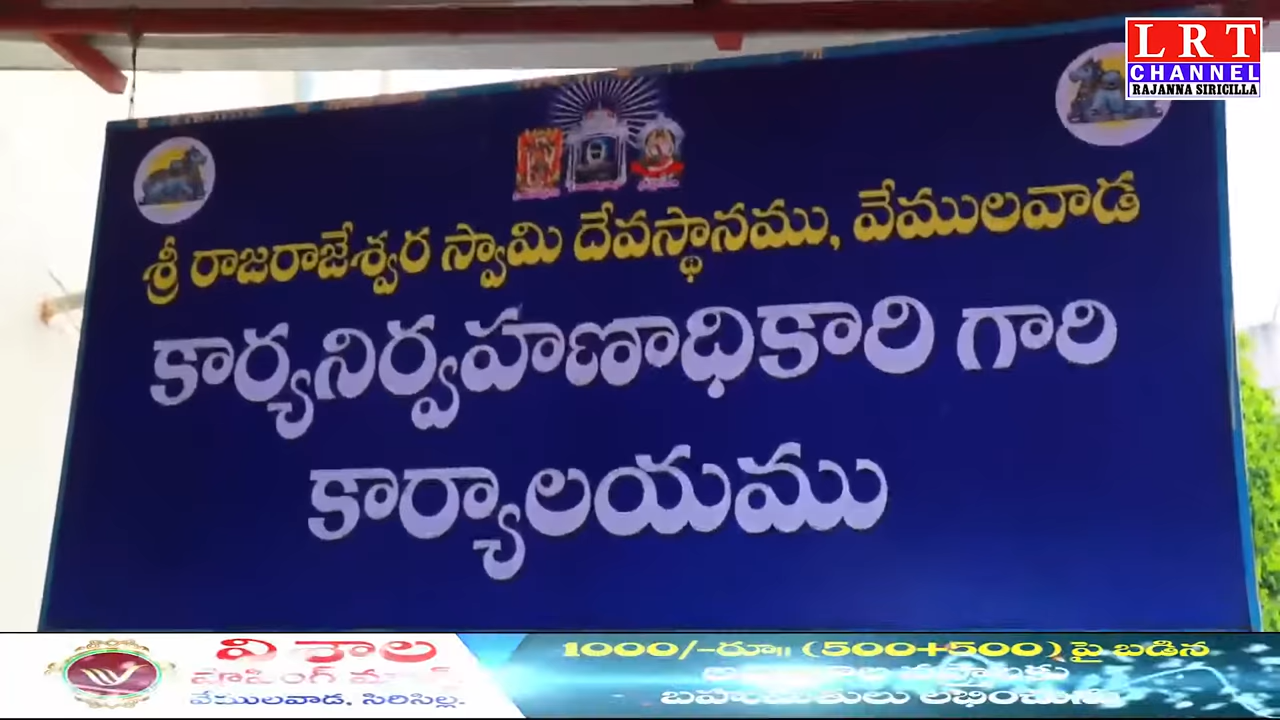 LRT
CHANNEL
RAJANNA SIRICILLA
శ్రీ రాజరాజేశ్వర స్వామి దేవస్థానము, వేములవాడ
కార్యనిర్వహణాధికారి గారి
కార్యాలయము
విశాల
వేములవాడ, సిరిసిల్ల.
1000/-రూ॥ (500+500) పై బడిన